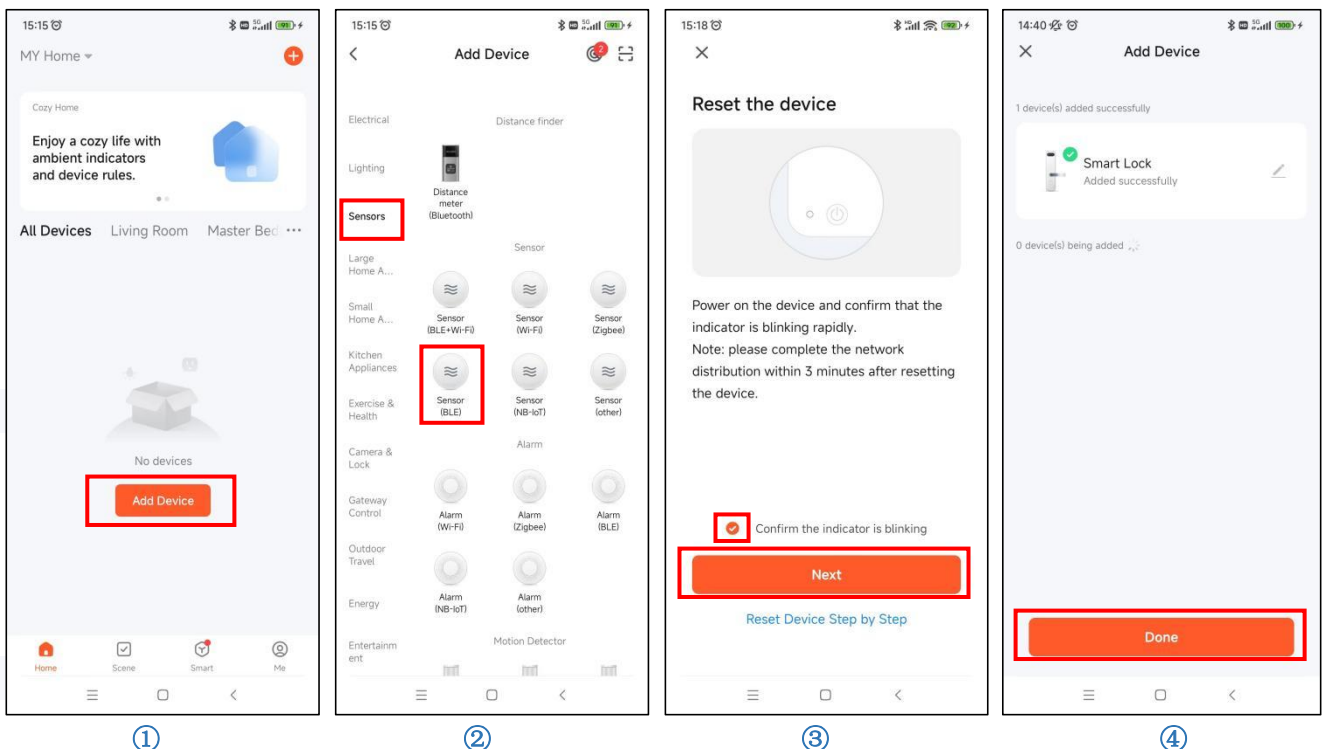 15:15
5G
91
MY Home
Cozy Home
Enjoy a cozy life with
ambient indicators
and device rules.
All Devices Living Room Master Bed ···
No devices
Add Device
Home Scene Smart Me
①
15:15
5G
91
Add Device
2
Electrical
Lighting
Sensors
Large
Home A...
Small
Home A...
Kitchen
Appliances
Exercise &
Health
Camera &
Lock
Gateway
Control
Outdoor
Travel
Energy
Entertainm
ent
Distance finder
Distance
meter
(Bluetooth)
Sensor
Sensor
(BLE+Wi-Fi)
Sensor
(Wi-Fi)
Sensor
(Zigbee)
Sensor
(BLE)
Sensor
(NB-IoT)
Sensor
(other)
Alarm
Alarm
(Wi-Fi)
Alarm
(Zigbee)
Alarm
(BLE)
Alarm
(NB-IoT)
Alarm
(other)
Motion Detector
②
15:18
92
Reset the device
Power on the device and confirm that the
indicator is blinking rapidly.
Note: please complete the network
distribution within 3 minutes after resetting
the device.
Confirm the indicator is blinking
Next
Reset Device Step by Step
③
14:40
5G
100
Add Device
1 device(s) added successfully
Smart Lock
Added successfully
0 device(s) being added
Done
④